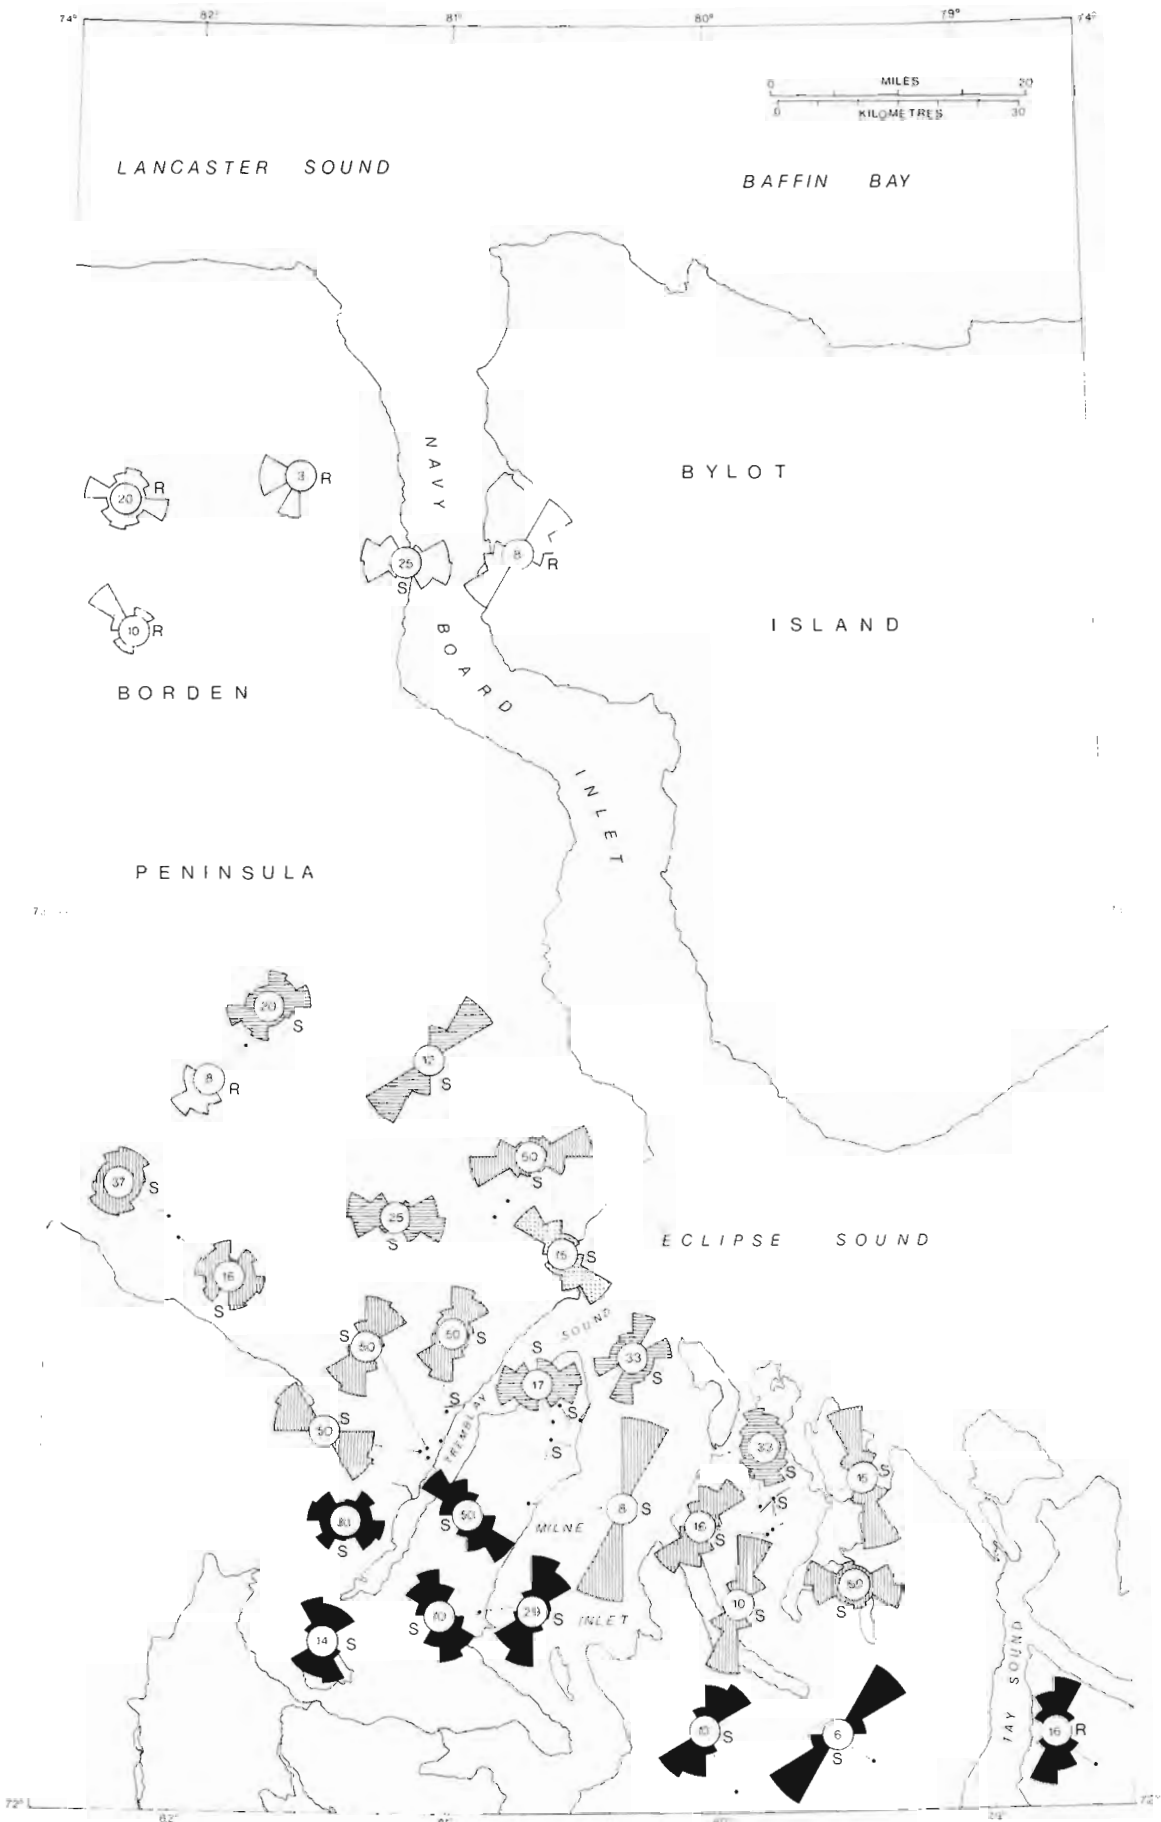 82° 81° 80° 79°
74° 74°
0 MILES 20
0 KILOMETRES 30
LANCASTER SOUND
BAFFIN BAY
NAVY
BOARD
INLET
BYLOT
ISLAND
3 R
20 R
25 S
8 R
10 R
BORDEN
PENINSULA
20 S
8 R
12 S
50 S
37 S
25 S
15 S
ECLIPSE SOUND
16 S
50 S
50 S
SOUND
TREMBLAY
17 S
33 S
50 S
S
S
S
33 S
S
15 S
S
50 S
8 S
16 S
MILNE
INLET
10 S
50 S
14 S
10 S
29 S
S
6 S
TAY SOUND
16 R
72° 72°
82°